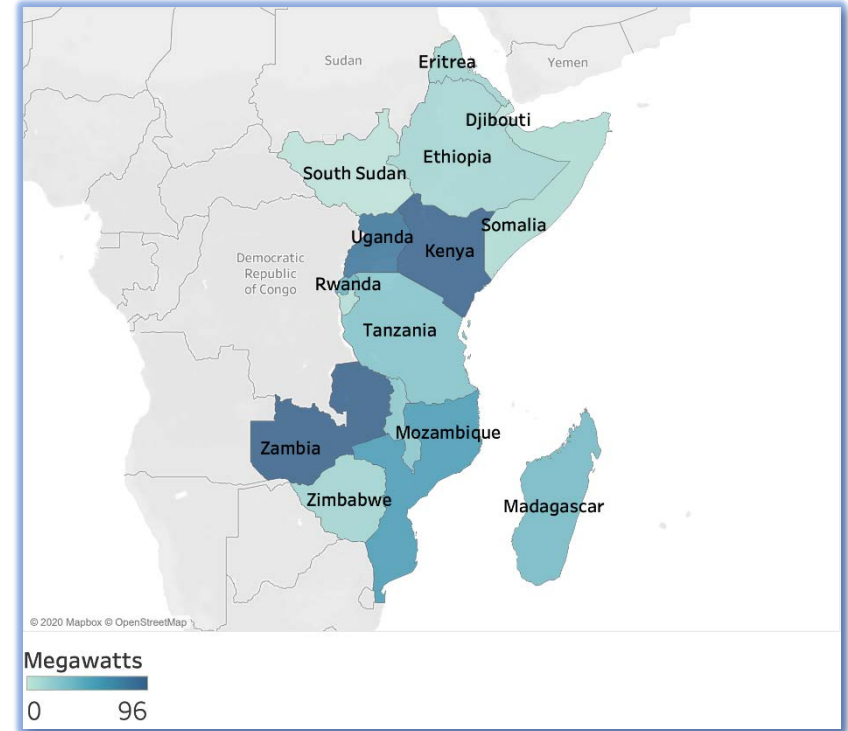 Sudan
Eritrea
Yemen
Djibouti
Ethiopia
South Sudan
Somalia
Uganda
Kenya
Democratic
Republic
of Congo
Rwanda
Tanzania
Mozambique
Zambia
Zimbabwe
Madagascar
© 2020 Mapbox © OpenStreetMap
Megawatts
0 96